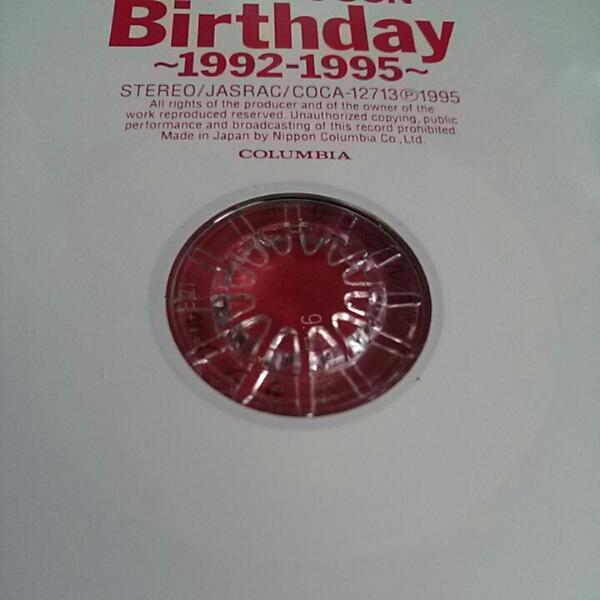 Birthday
~1992-1995~
STEREO/JASRAC/COCA-12713Ⓟ1995
All rights of the producer and of the owner of the
work reproduced reserved. Unauthorized copying, public
performance and broadcasting of this record prohibited.
Made in Japan by Nippon Columbia Co., Ltd.
COLUMBIA